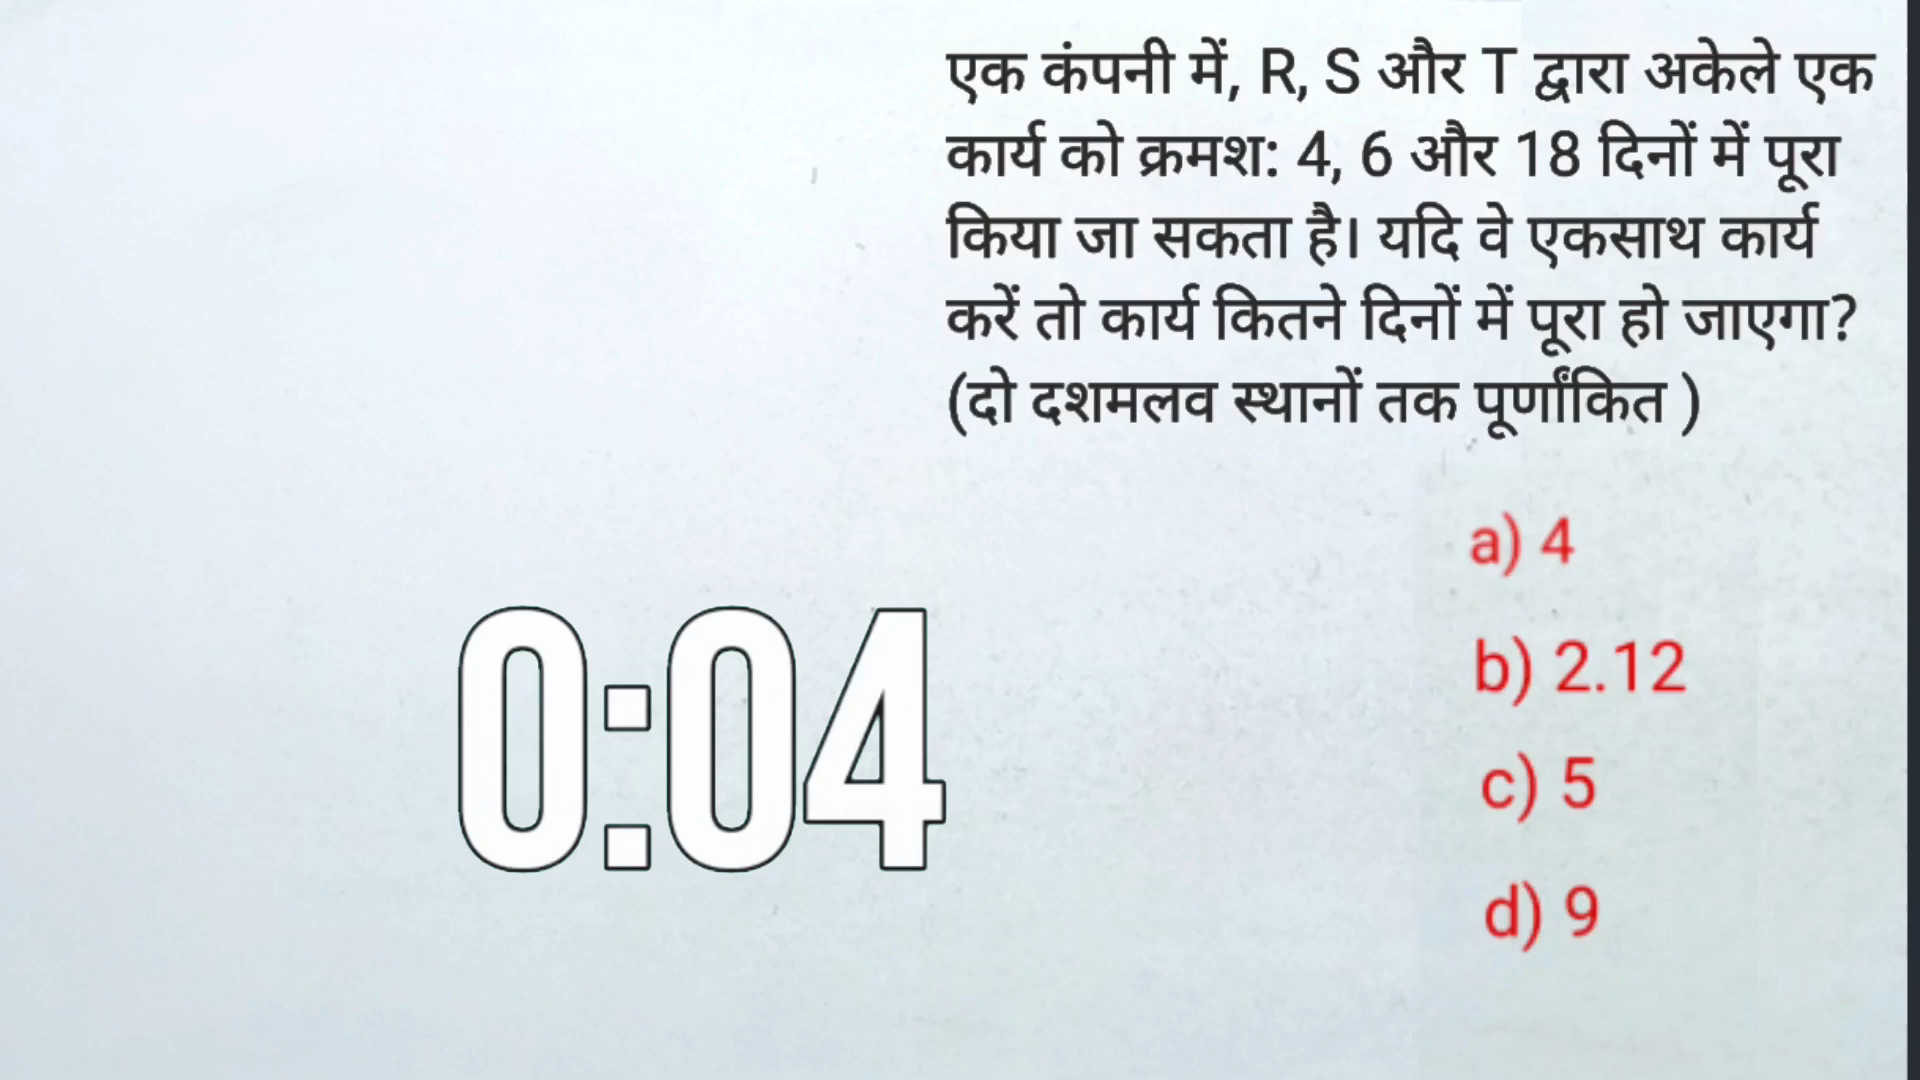 एक कंपनी में, R, S और T द्वारा अकेले एक
कार्य को क्रमश: 4, 6 और 18 दिनों में पूरा
किया जा सकता है। यदि वे एकसाथ कार्य
करें तो कार्य कितने दिनों में पूरा हो जाएगा?
(दो दशमलव स्थानों तक पूर्णांकित )
a) 4
b) 2.12
c) 5
d) 9
0:04